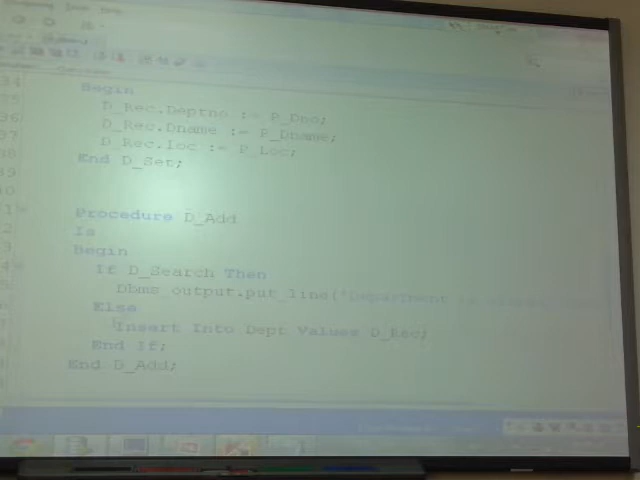 Begin
D_Rec.Deptno := P_Dno;
D_Rec.Dname := P_Dname;
D_Rec.Loc := P_Loc;
End D_Set;
Procedure D_Add
Is
Begin
If D_Search Then
Dbms_output.put_line('Department
Else
Insert Into Dept Values D_Rec;
End If;
End D_Add;